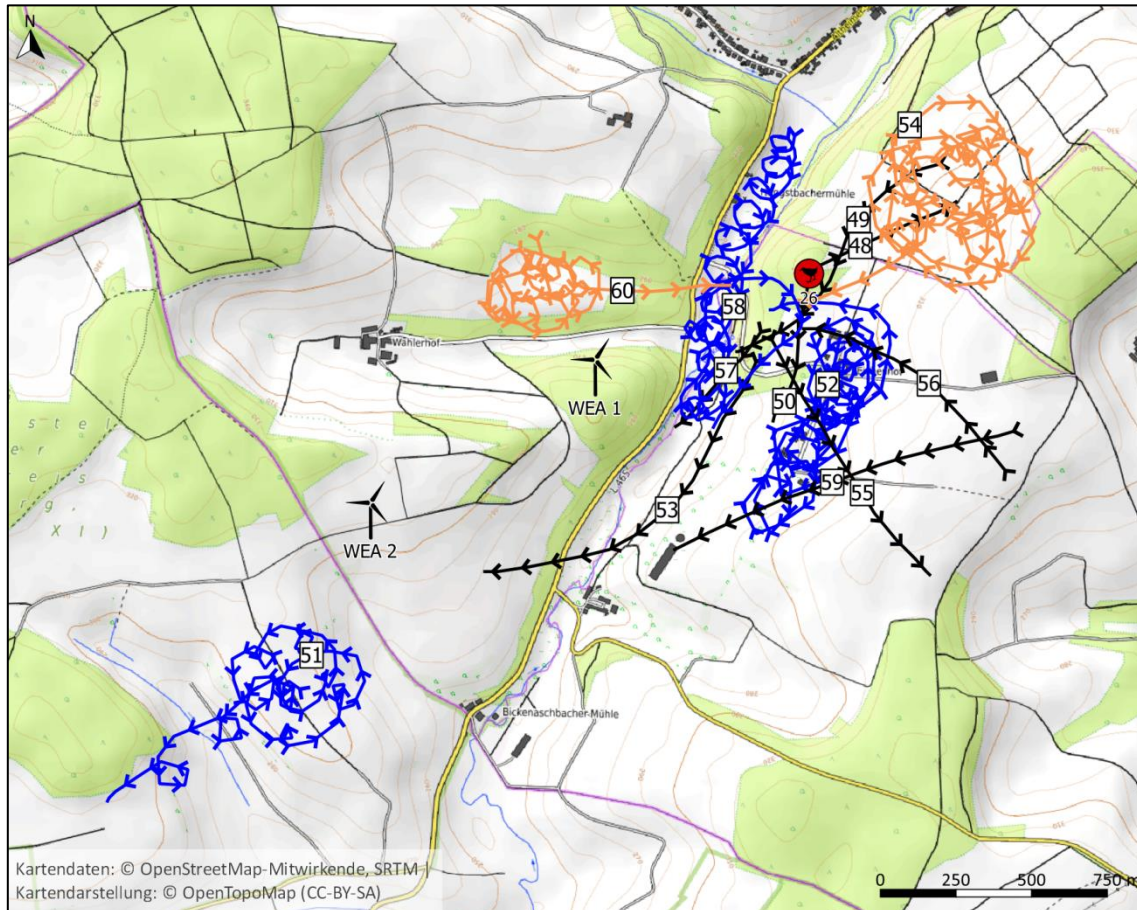 N
54
49
48
26
60
58
Wahlerhof
57
52
56
50
WEA 1
59
55
53
L 465
WEA 2
51
Bickenaschbacher Mühle
Kartendaten: © OpenStreetMap-Mitwirkende, SRTM
Kartendarstellung: © OpenTopoMap (CC-BY-SA)
0 250 500 750 m